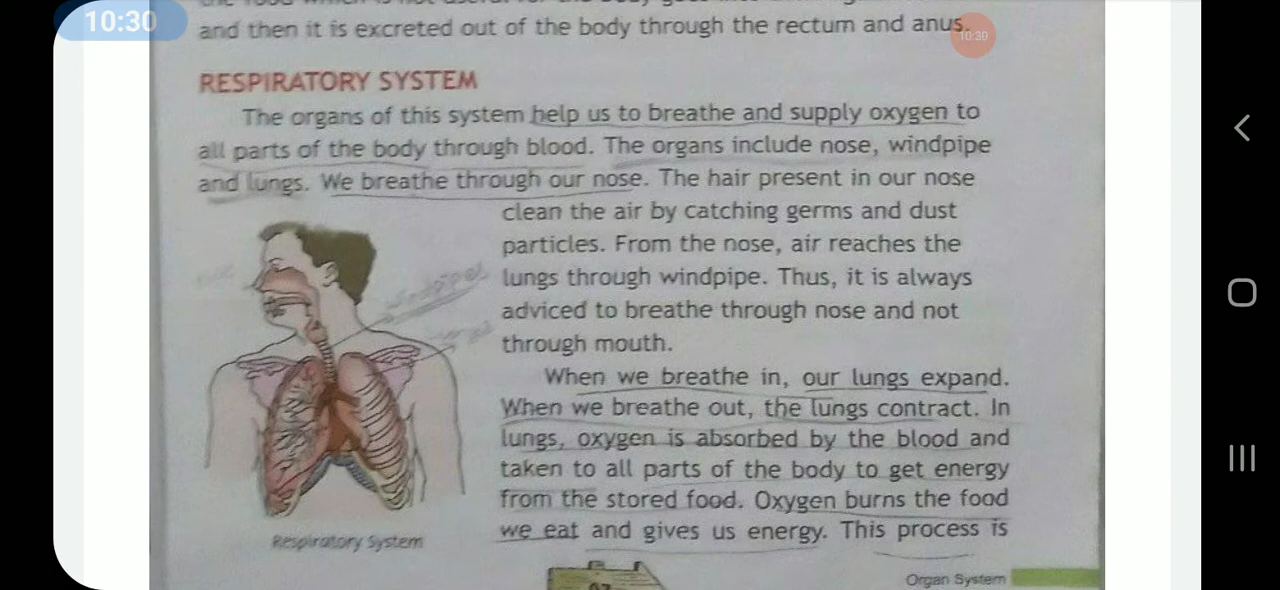 10:30
and then it is excreted out of the body through the rectum and anus.
10:30
RESPIRATORY SYSTEM
The organs of this system help us to breathe and supply oxygen to
all parts of the body through blood. The organs include nose, windpipe
and lungs. We breathe through our nose. The hair present in our nose
clean the air by catching germs and dust
particles. From the nose, air reaches the
lungs through windpipe. Thus, it is always
adviced to breathe through nose and not
through mouth.
windpipe
When we breathe in, our lungs expand.
When we breathe out, the lungs contract. In
lungs, oxygen is absorbed by the blood and
taken to all parts of the body to get energy
from the stored food. Oxygen burns the food
we eat and gives us energy. This process is
Respiratory System
Organ System